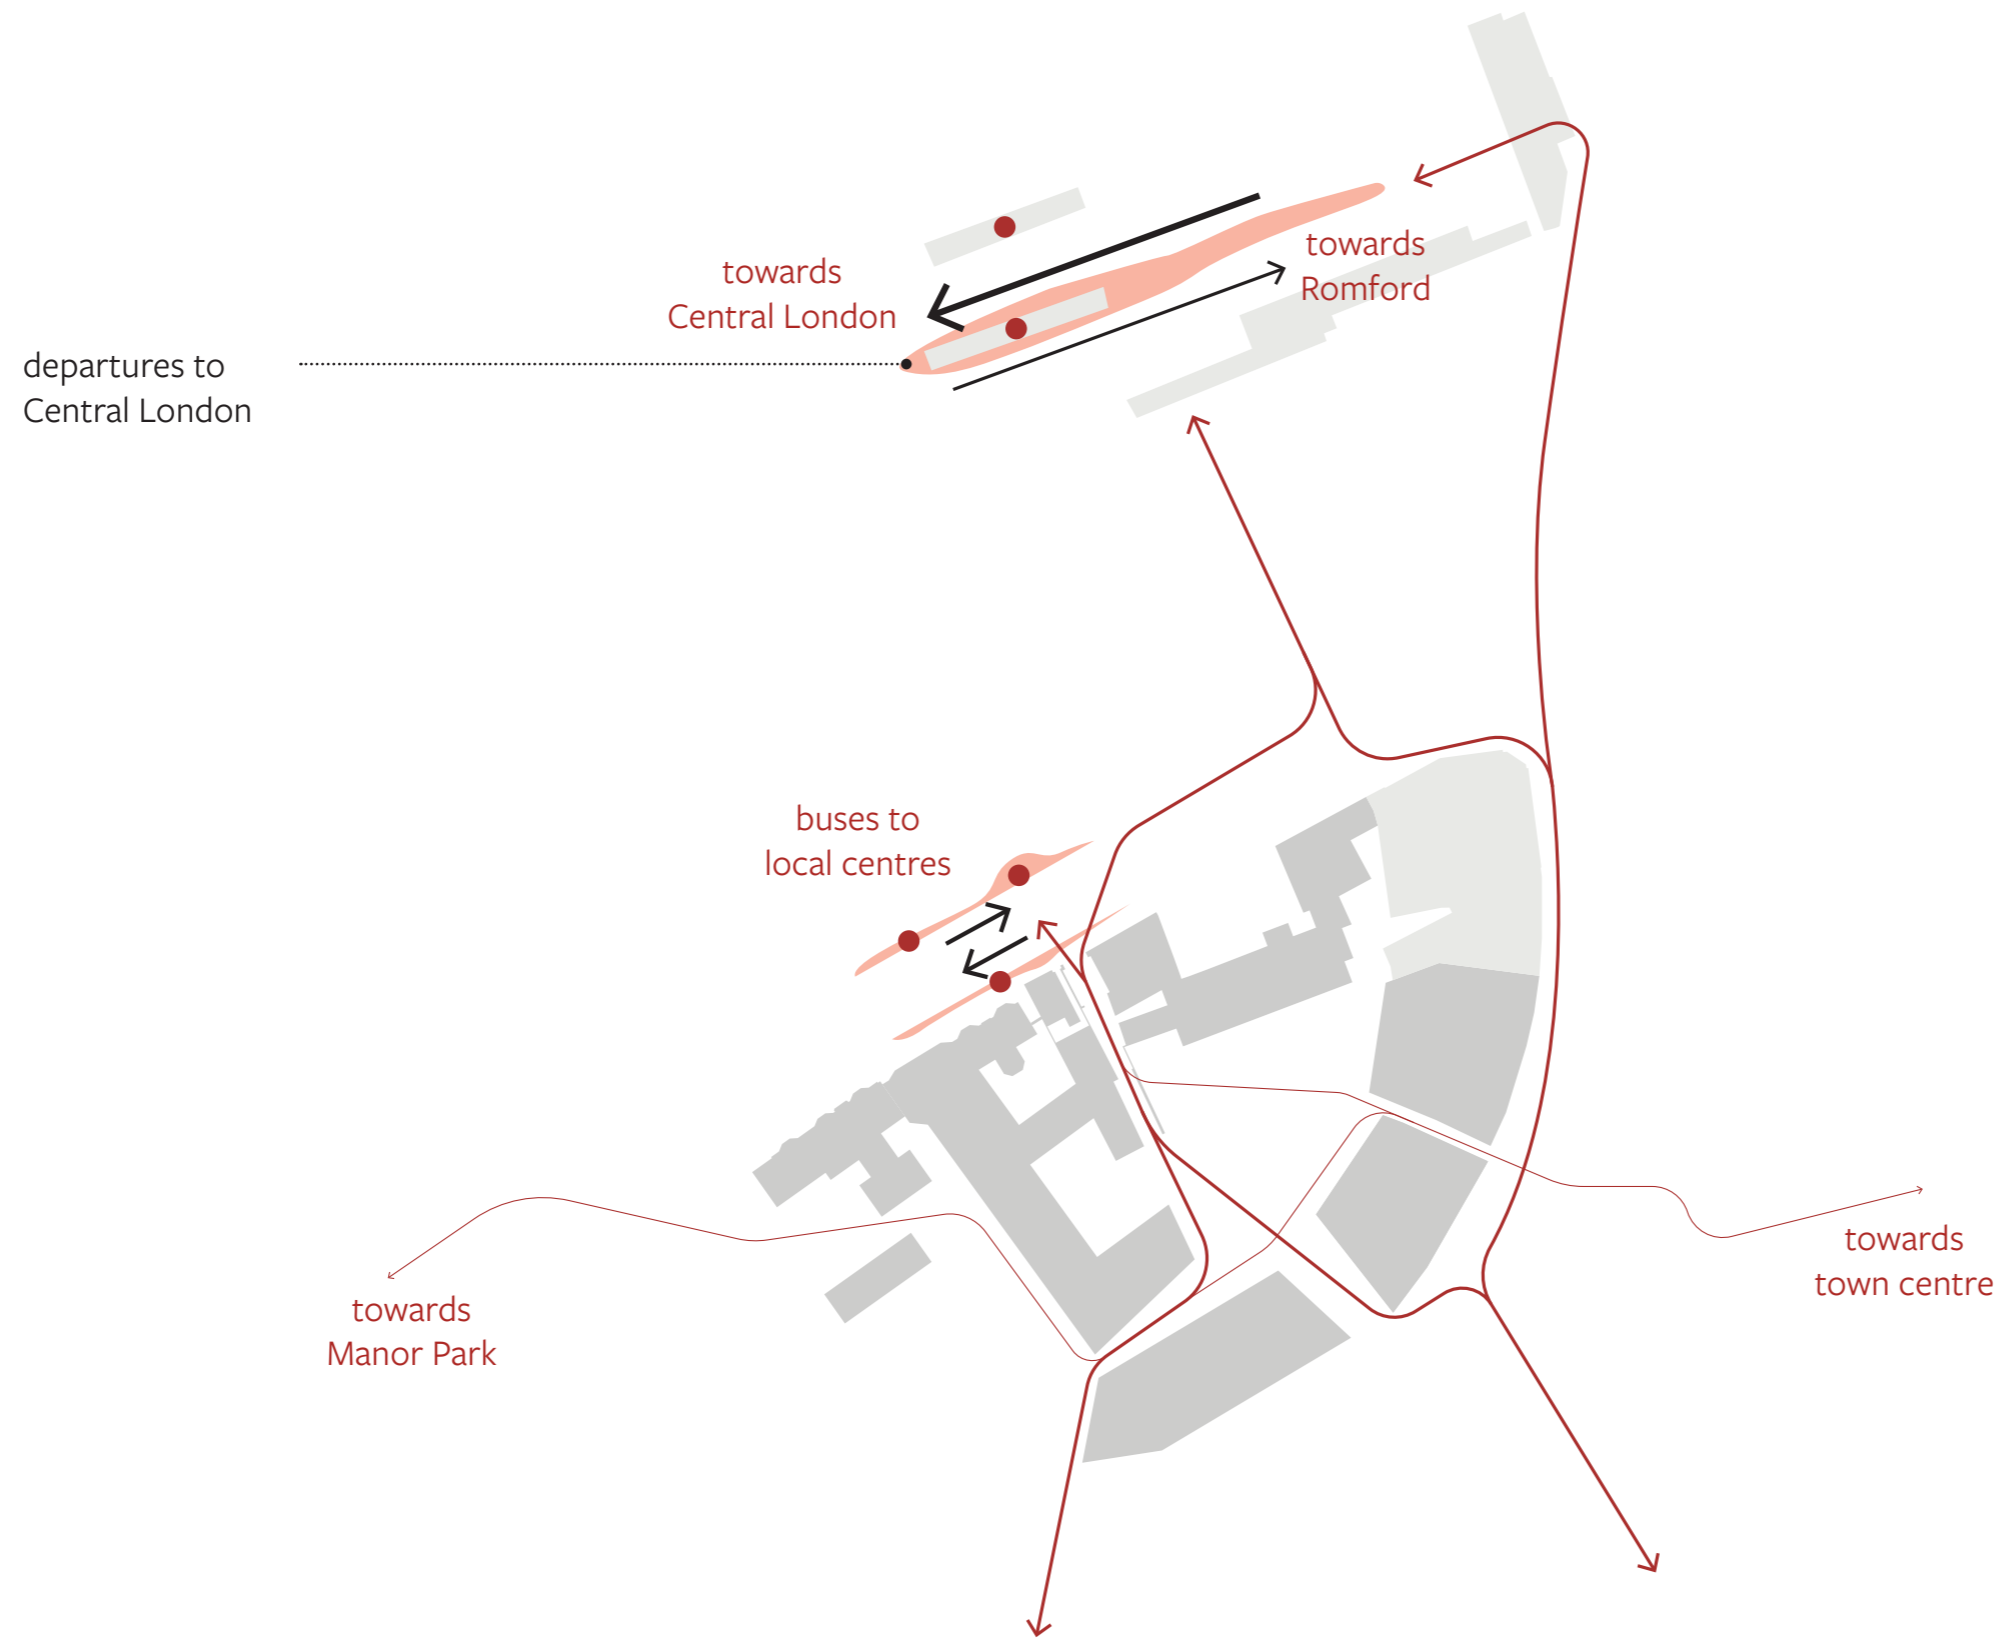 towards
Romford
towards
Central London
departures to
Central London
buses to
local centres
towards
town centre
towards
Manor Park